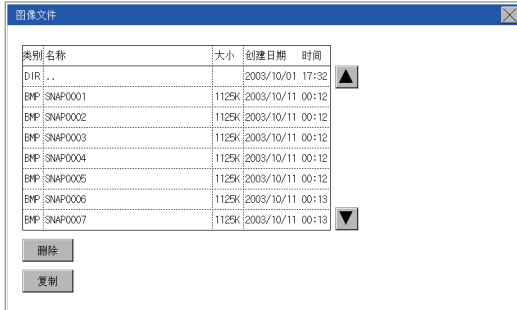 图像文件
类别 名称 大小 创建日期 时间
DIR .. 2003/10/01 17:32
BMP SNAP0001 1125K 2003/10/11 00:12
BMP SNAP0002 1125K 2003/10/11 00:12
BMP SNAP0003 1125K 2003/10/11 00:12
BMP SNAP0004 1125K 2003/10/11 00:12
BMP SNAP0005 1125K 2003/10/11 00:12
BMP SNAP0006 1125K 2003/10/11 00:13
BMP SNAP0007 1125K 2003/10/11 00:13
删除
复制